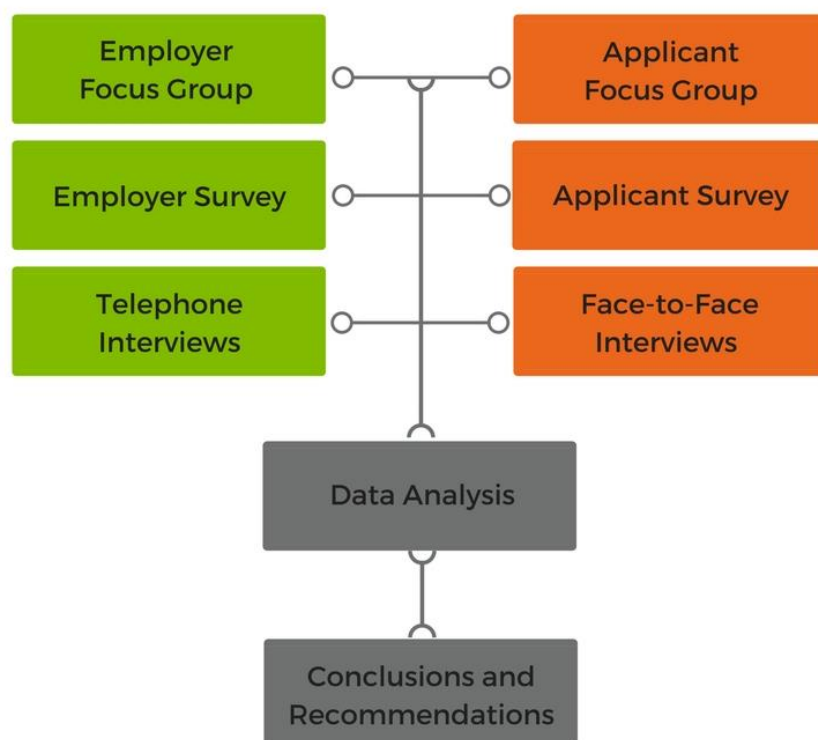 Employer
Focus Group
Applicant
Focus Group
Employer Survey
Applicant Survey
Telephone
Interviews
Face-to-Face
Interviews
Data Analysis
Conclusions and
Recommendations